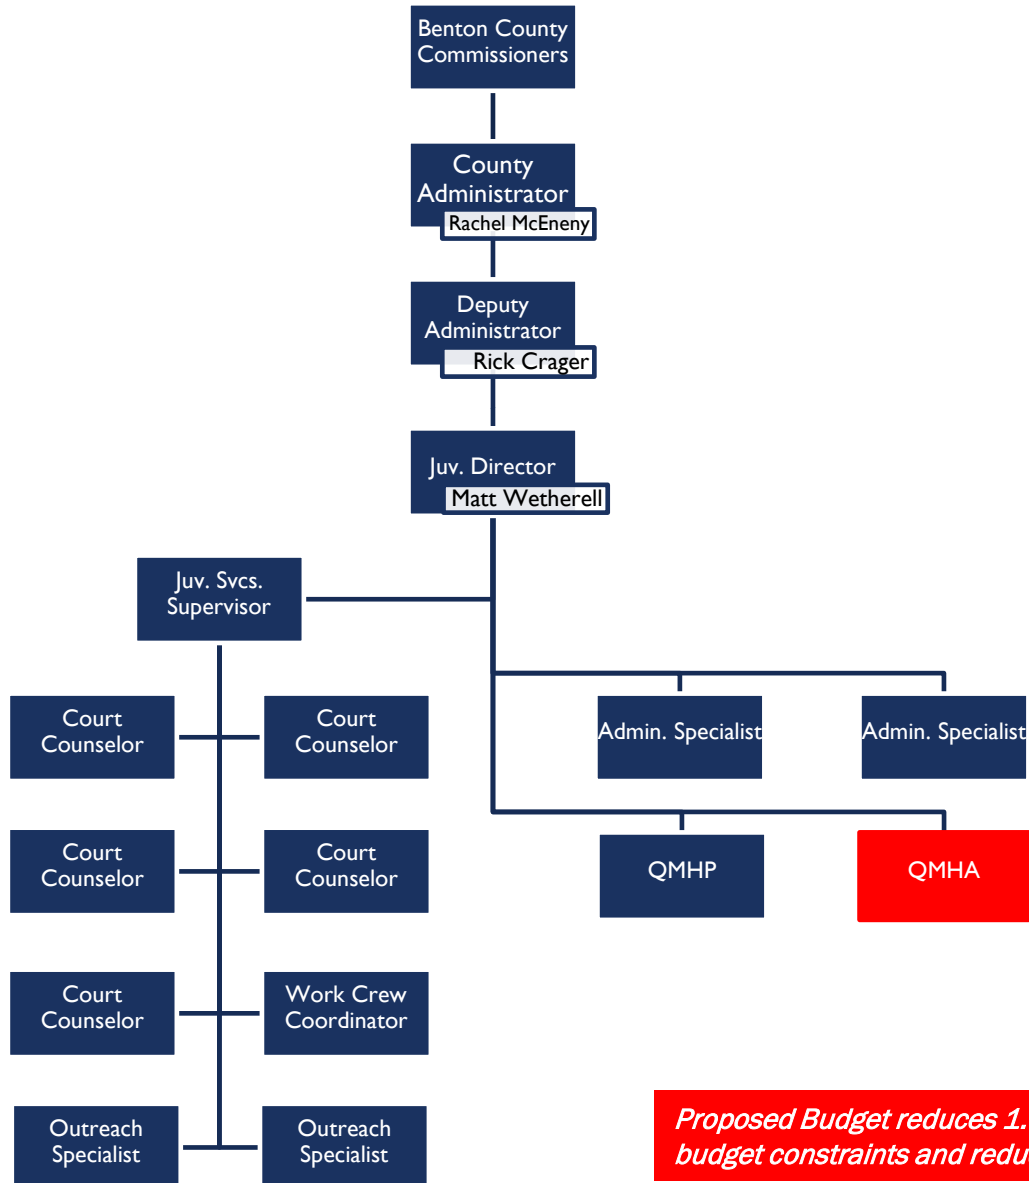 Benton County
Commissioners
County
Administrator
Rachel McEneny
Deputy
Administrator
Rick Crager
Juv. Director
Matt Wetherell
Juv. Svcs.
Supervisor
Court
Counselor
Court
Counselor
Admin. Specialist
Admin. Specialist
Court
Counselor
Court
Counselor
QMHP
QMHA
Court
Counselor
Work Crew
Coordinator
Outreach
Specialist
Outreach
Specialist
Proposed Budget reduces 1.
budget constraints and redu